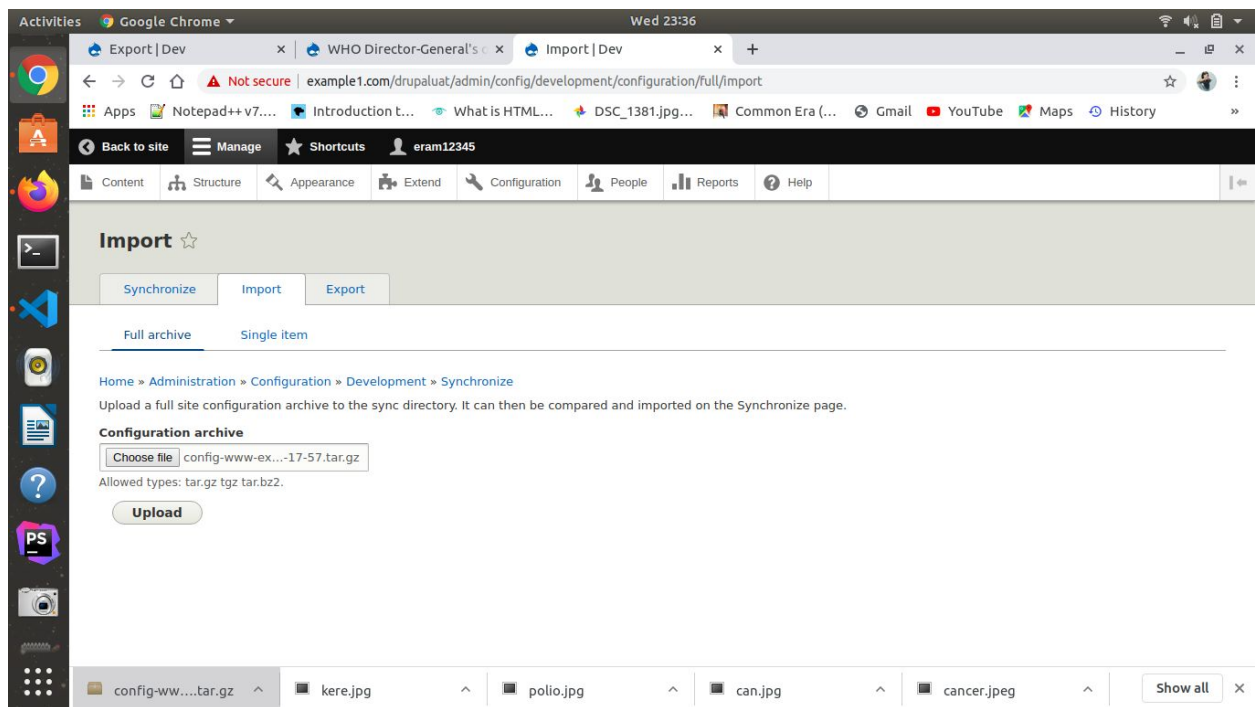 Activities Google Chrome Wed 23:36
Export | Dev WHO Director-General's Import | Dev
Not secure | example1.com/drupaluat/admin/config/development/configuration/full/import
Apps Notepad++ v7.... Introduction t... What is HTML... DSC_1381.jpg... Common Era (... Gmail YouTube Maps History »
Back to site Manage Shortcuts eram12345
Content Structure Appearance Extend Configuration People Reports Help
Import
Synchronize Import Export
Full archive Single item
Home » Administration » Configuration » Development » Synchronize
Upload a full site configuration archive to the sync directory. It can then be compared and imported on the Synchronize page.
Configuration archive
Choose file config-www-ex...-17-57.tar.gz
Allowed types: tar.gz tgz tar.bz2.
Upload
PS
config-ww....tar.gz kere.jpg polio.jpg can.jpg cancer.jpeg Show all